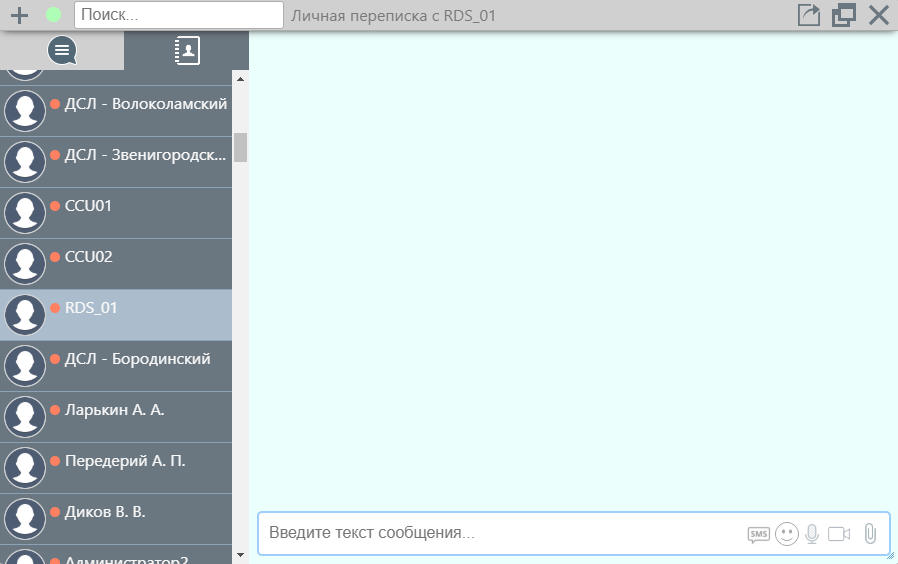 Поиск...
Личная переписка с RDS_01
ДСЛ - Волоколамский
ДСЛ - Звенигородск...
CCU01
CCU02
RDS_01
ДСЛ - Бородинский
Ларькин А. А.
Передерий А. П.
Диков В. В.
Администратор2
Введите текст сообщения...
SMS